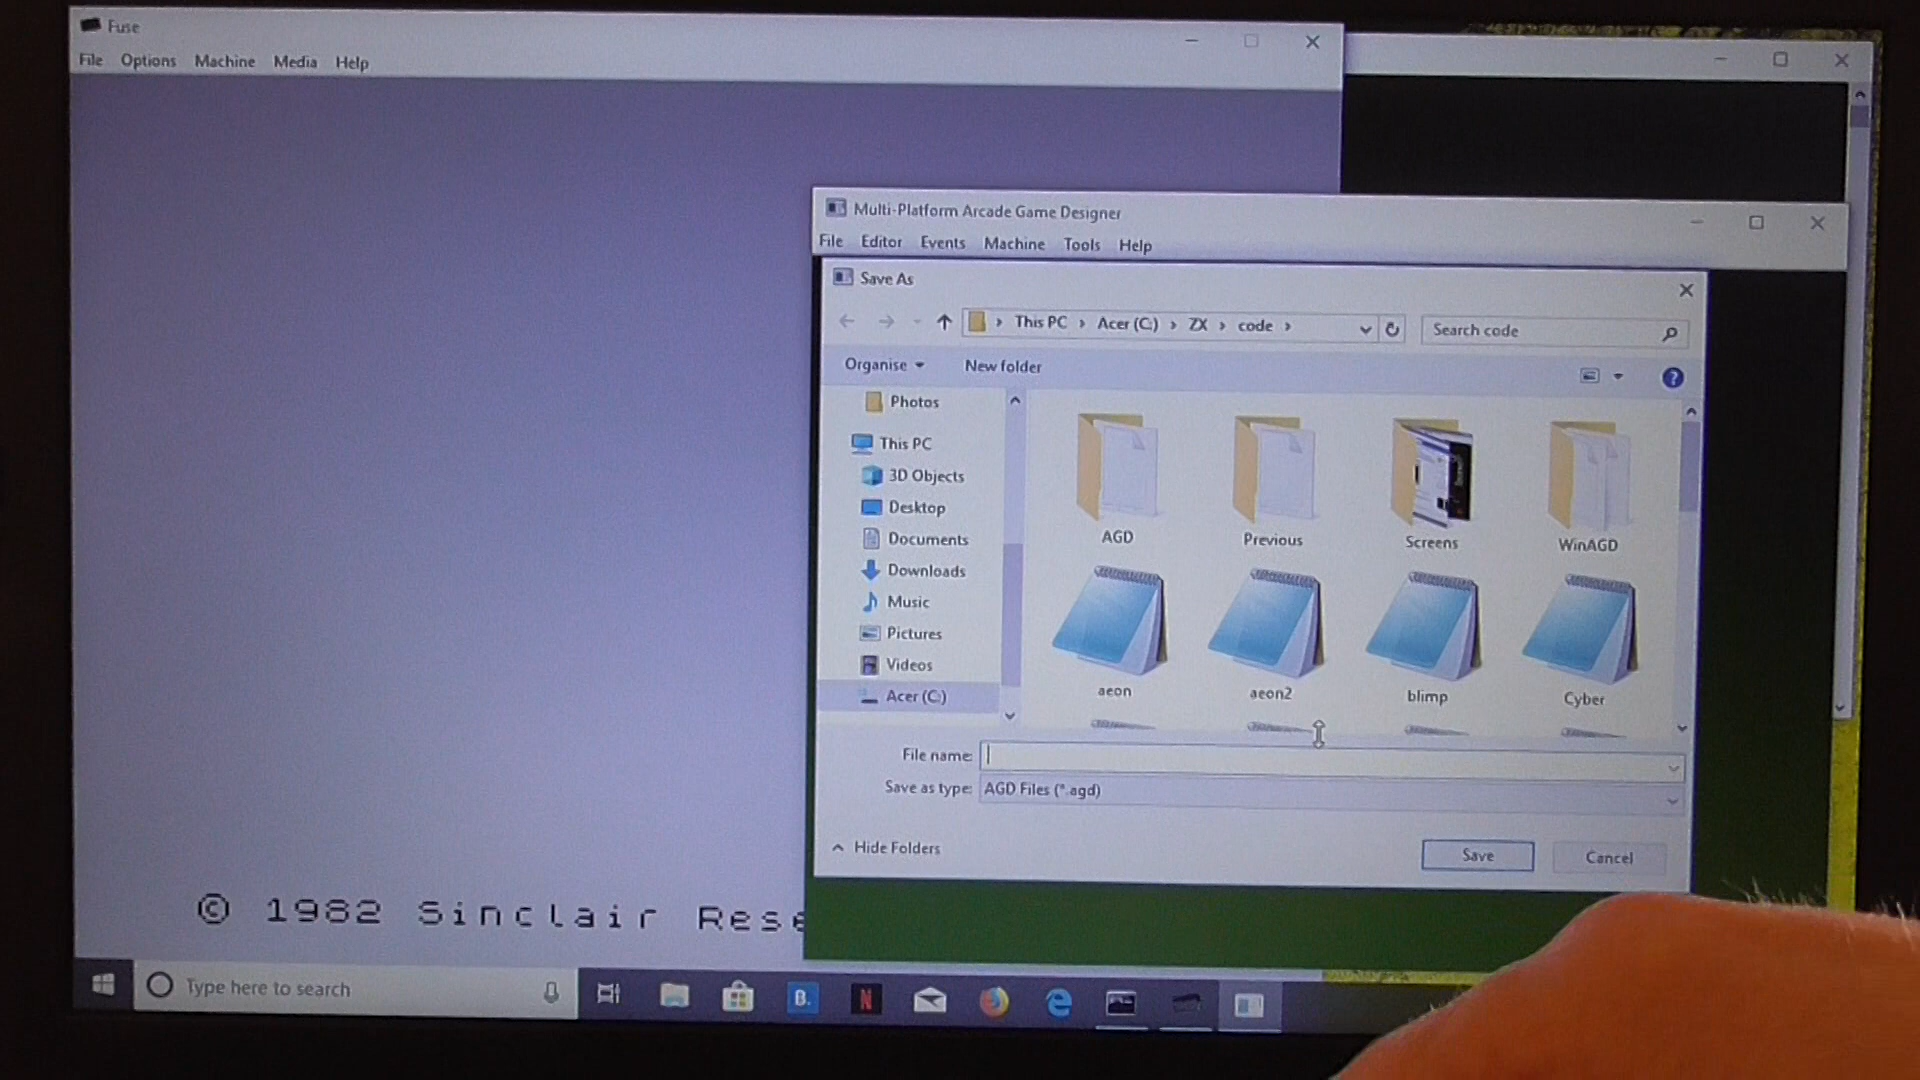 Fuse
File Options Machine Media Help
Multi-Platform Arcade Game Designer
File Editor Events Machine Tools Help
Save As
This PC › Acer (C:) › ZX › code ›
Search code
Organise
New folder
Photos
This PC
3D Objects
Desktop
Documents
Downloads
Music
Pictures
Videos
Acer (C:)
AGD
Previous
Screens
WinAGD
aeon
aeon2
blimp
Cyber
File name:
Save as type: AGD Files (*.agd)
Hide Folders
Save
Cancel
© 1982 Sinclair Rese
Type here to search
B.
N